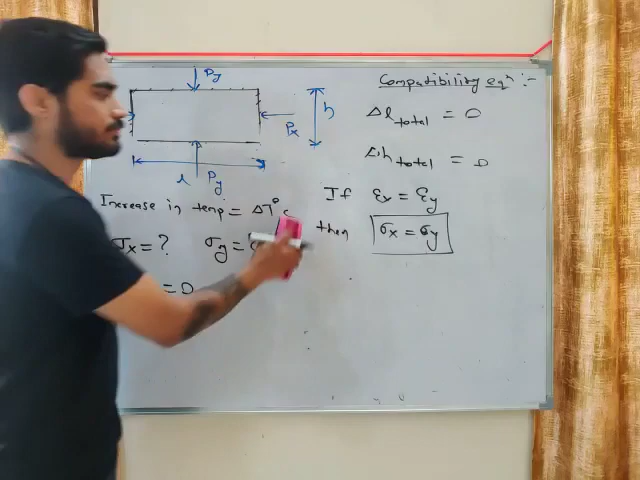 Py
h
Px
l
Py
Increase in temp = ΔT°c
σx = ?
σy =
= 0
Compatibility eqⁿ :-
Δl total = 0
Δh total = 0
If εx = εy
then σx = σy